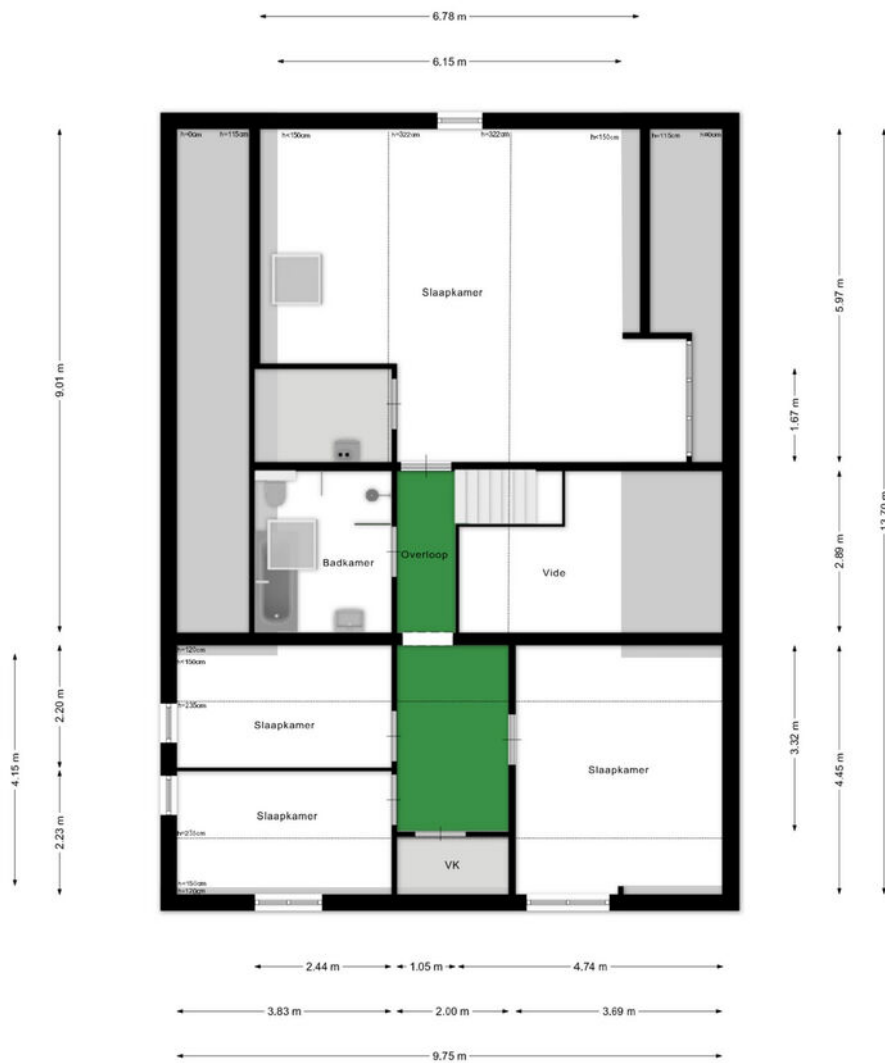 6.78 m
6.15 m
h=0cm h=115cm h<150cm h=322cm h=322cm h<150cm h=115cm
Slaapkamer
5.97 m
9.01 m
1.67 m
Badkamer
Overloop
Vide
2.89 m
h=120cm
h<150cm
h=235cm
Slaapkamer
2.20 m
4.15 m
Slaapkamer
3.32 m
4.45 m
Slaapkamer
2.23 m
h=235cm
VK
h=150cm
h=120cm
2.44 m 1.05 m 4.74 m
3.83 m 2.00 m 3.69 m
9.75 m